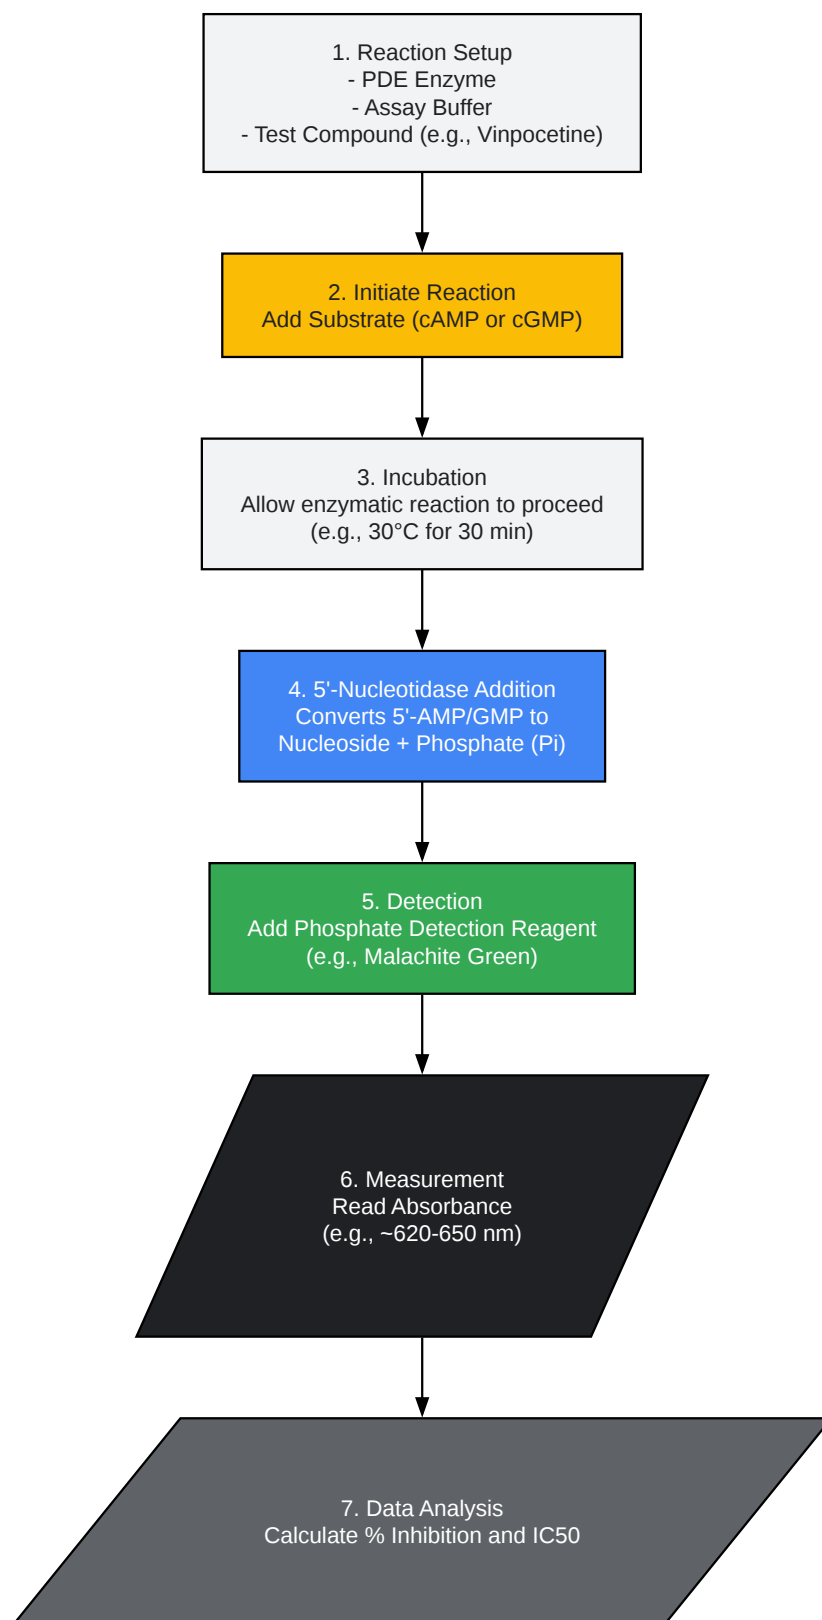 1. Reaction Setup
- PDE Enzyme
- Assay Buffer
- Test Compound (e.g., Vinpocetine)
2. Initiate Reaction
Add Substrate (cAMP or cGMP)
3. Incubation
Allow enzymatic reaction to proceed
(e.g., 30°C for 30 min)
4. 5'-Nucleotidase Addition
Converts 5'-AMP/GMP to
Nucleoside + Phosphate (Pi)
5. Detection
Add Phosphate Detection Reagent
(e.g., Malachite Green)
6. Measurement
Read Absorbance
(e.g., ~620-650 nm)
7. Data Analysis
Calculate % Inhibition and IC50